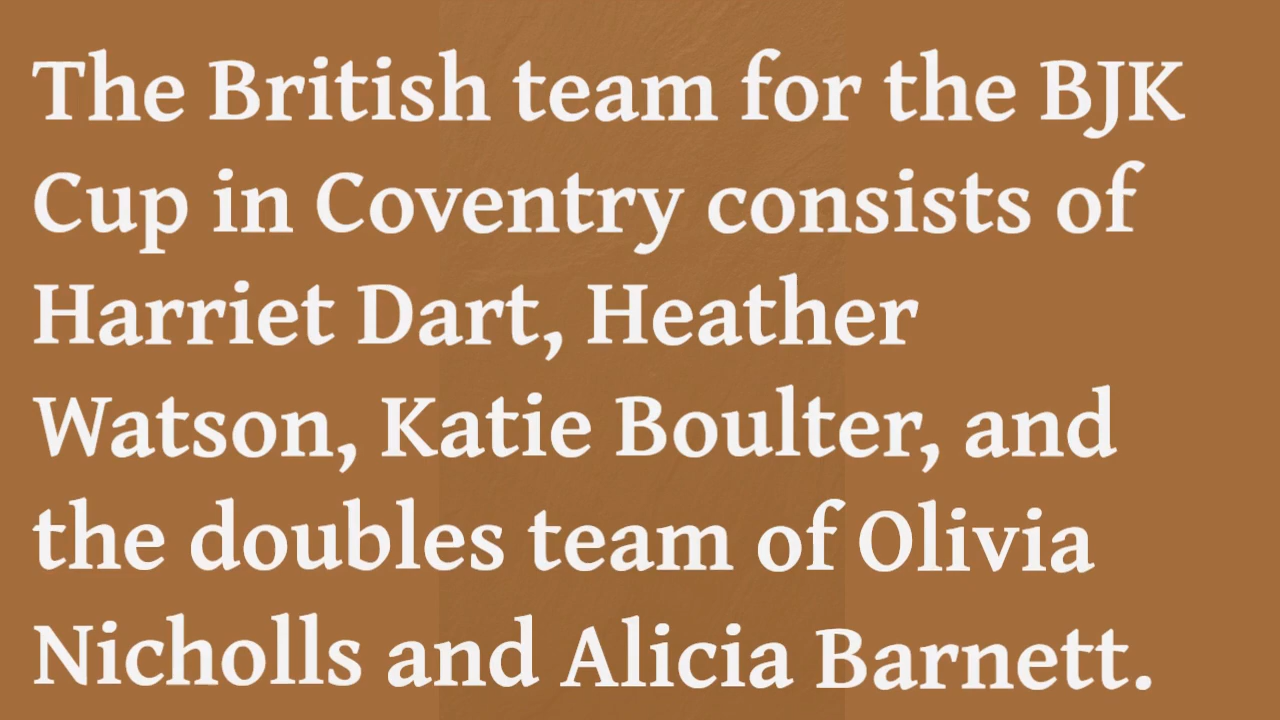 The British team for the BJK
Cup in Coventry consists of
Harriet Dart, Heather
Watson, Katie Boulter, and
the doubles team of Olivia
Nicholls and Alicia Barnett.